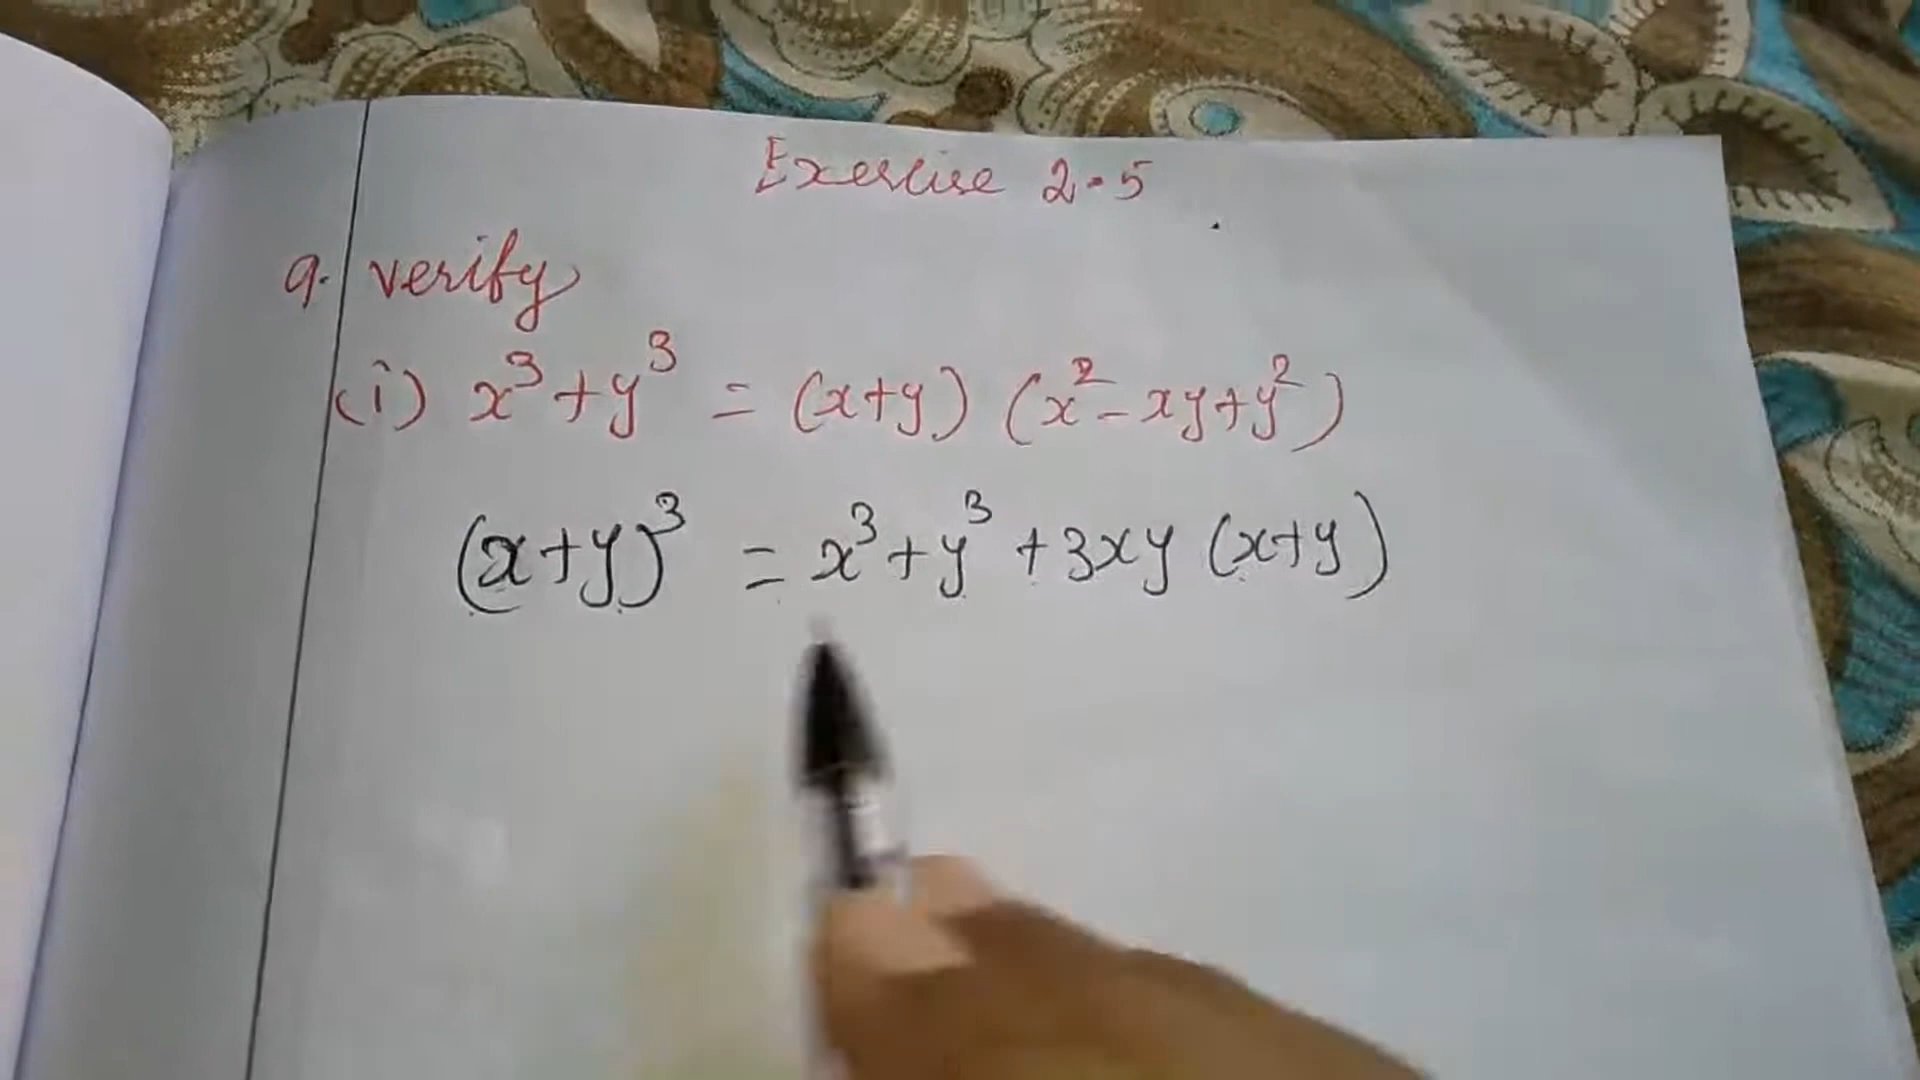 Exercise 2.5
9. verify
(i) x³+y³ = (x+y) (x²-xy+y²)
(x+y)³ = x³+y³+3xy (x+y)